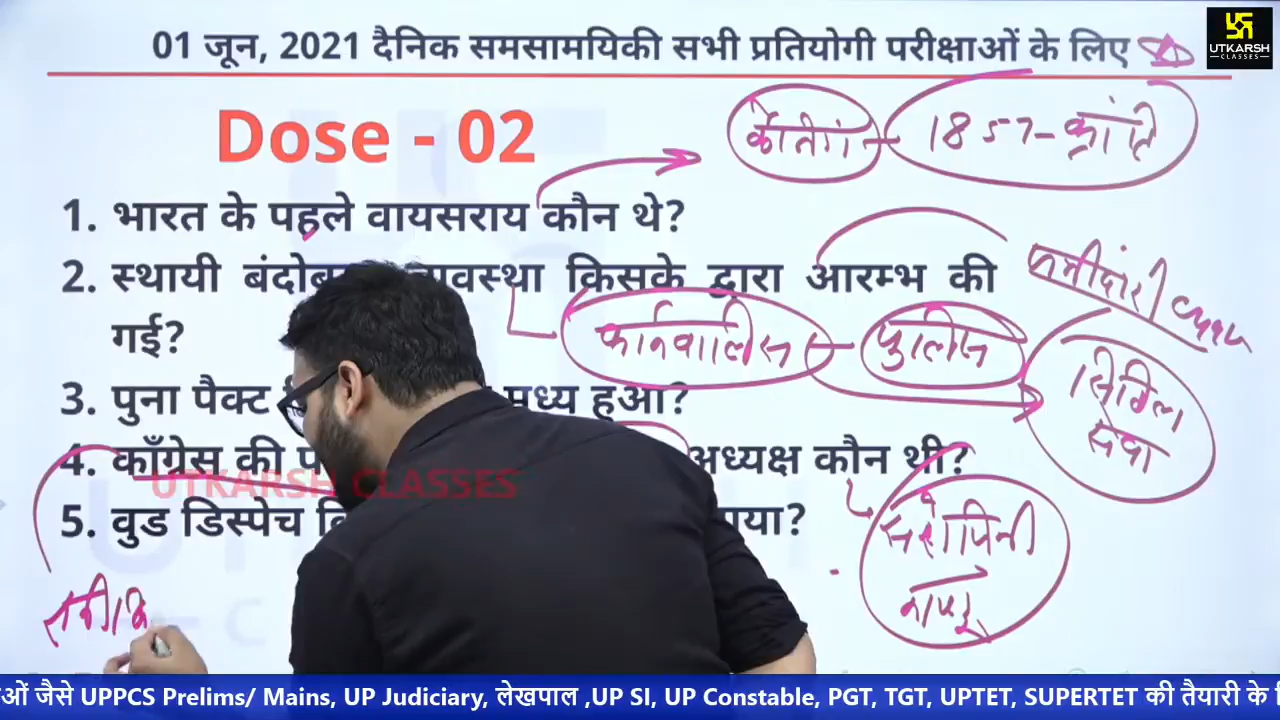 01 जून, 2021 दैनिक समसामयिकी सभी प्रतियोगी परीक्षाओं के लिए
UTKARSH
CLASSES
Dose - 02
कैनिंग - 1857 - क्रांति
1. भारत के पहले वायसराय कौन थे?
2. स्थायी व्यवस्था किसके द्वारा आरम्भ की
गई?
जमींदारी
कार्नवालिस - पुलिस
सिविल
सेवा
3. पुना पैक्ट मध्य हुआ?
4. काँग्रेस की अध्यक्ष कौन थी?
UTKARSH CLASSES
5. वुड डिस्पेच
सरोजिनी
नायडू
ओं जैसे UPPCS Prelims/ Mains, UP Judiciary, लेखपाल ,UP SI, UP Constable, PGT, TGT, UPTET, SUPERTET की तैयारी के